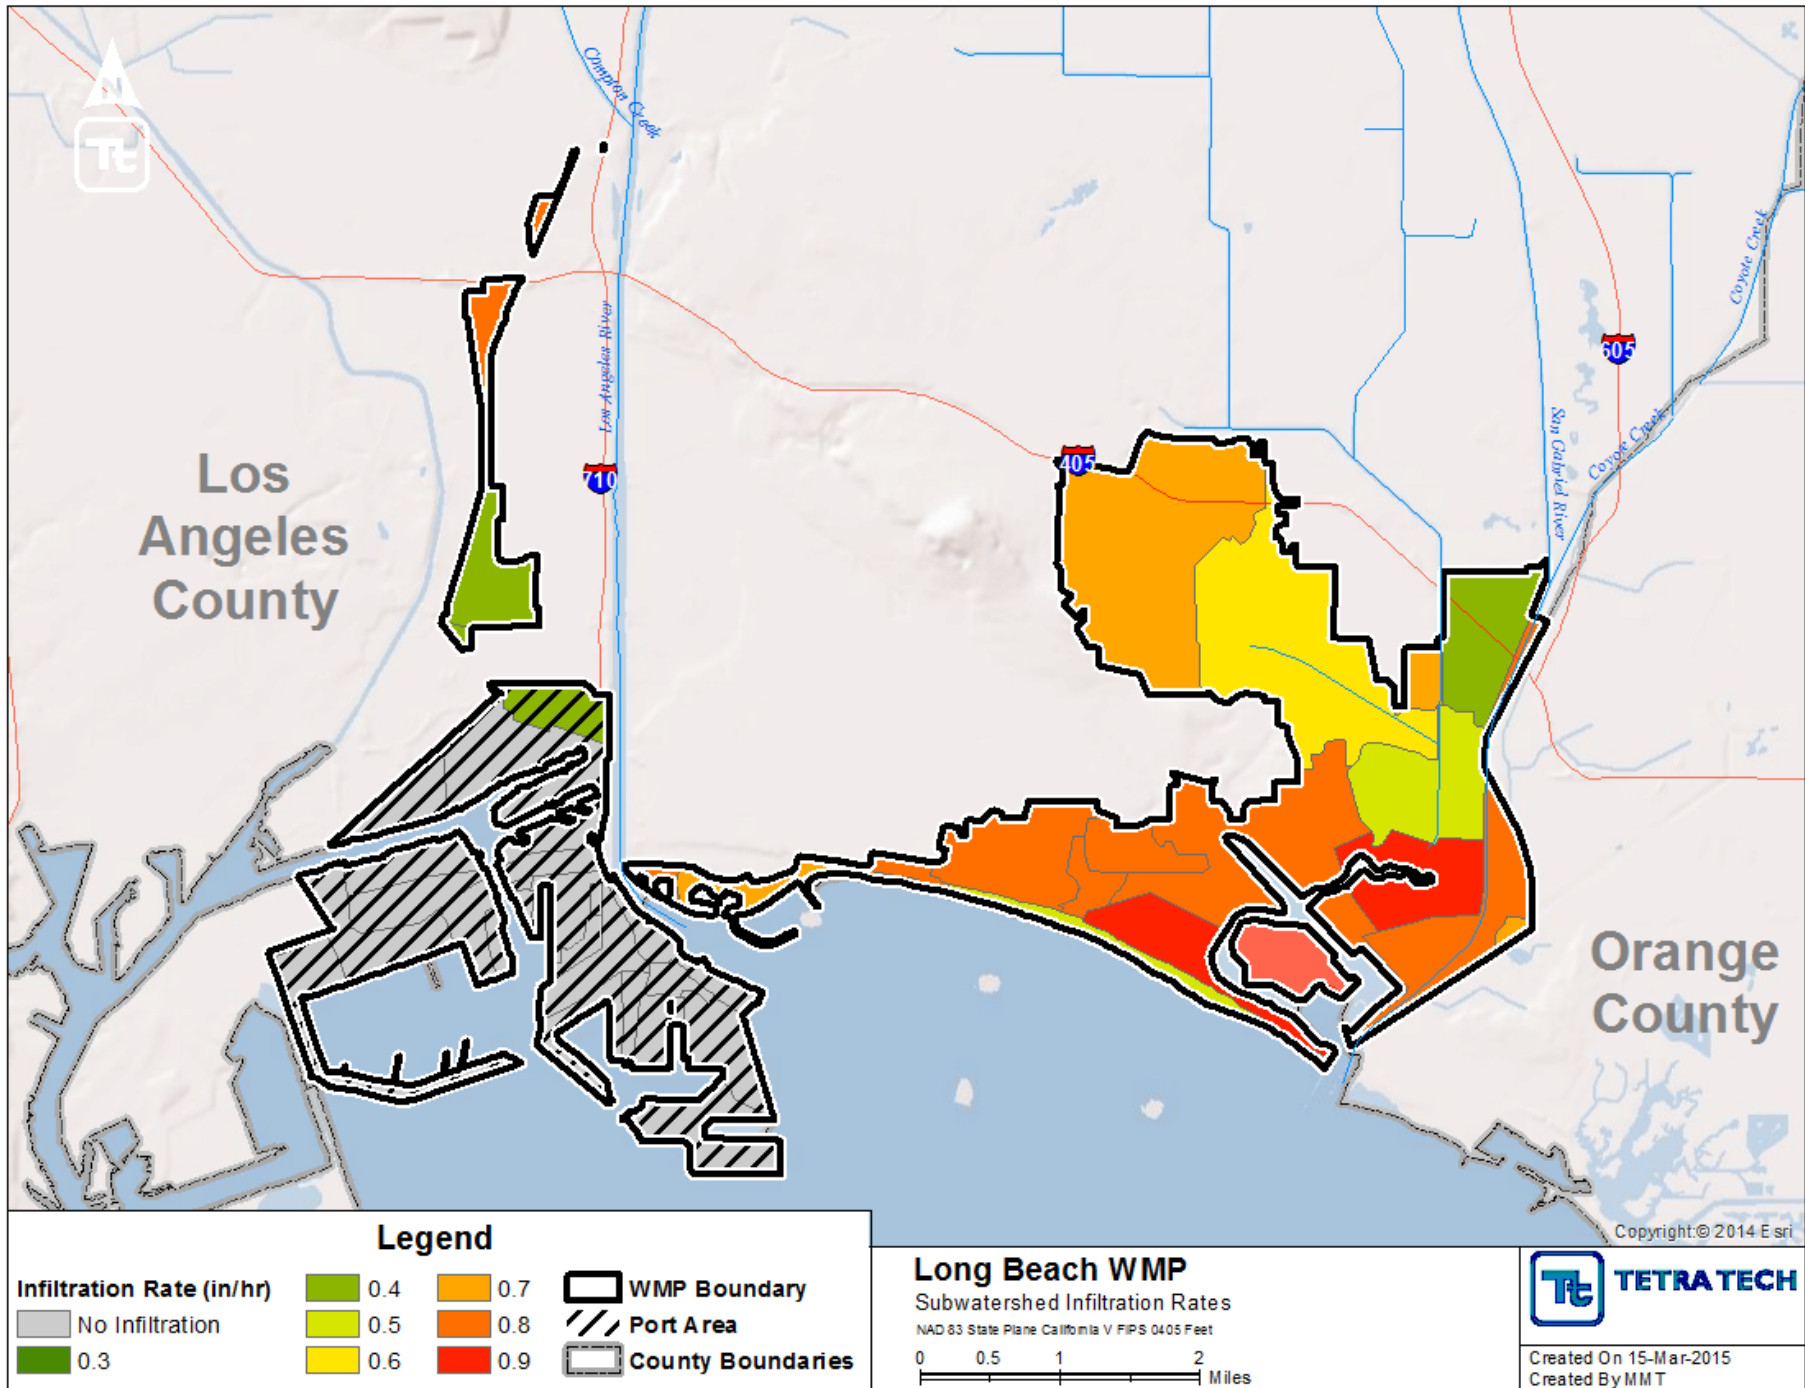 N
Tt
Compton Creek
Los Angeles River
710
405
605
San Gabriel River
Coyote Creek
Coyote Creek
Los
Angeles
County
Orange
County
Copyright:© 2014 Esri
Legend
Infiltration Rate (in/hr)
No Infiltration
0.3
0.4
0.5
0.6
0.7
0.8
0.9
WMP Boundary
Port Area
County Boundaries
Long Beach WMP
Subwatershed Infiltration Rates
NAD 83 State Plane California V FIPS 0405 Feet
0 0.5 1 2
Miles
Tt TETRA TECH
Created On 15-Mar-2015
Created By MMT